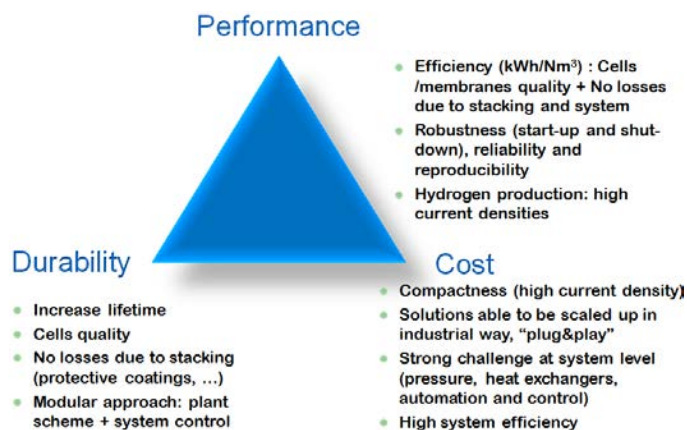 Performance
Efficiency (kWh/Nm³) : Cells
/membranes quality + No losses
due to stacking and system
Robustness (start-up and shut-
down), reliability and
reproducibility
Hydrogen production: high
current densities
Durability
Increase lifetime
Cells quality
No losses due to stacking
(protective coatings, ...)
Modular approach: plant
scheme + system control
Cost
Compactness (high current density)
Solutions able to be scaled up in
industrial way, “plug&play”
Strong challenge at system level
(pressure, heat exchangers,
automation and control)
High system efficiency